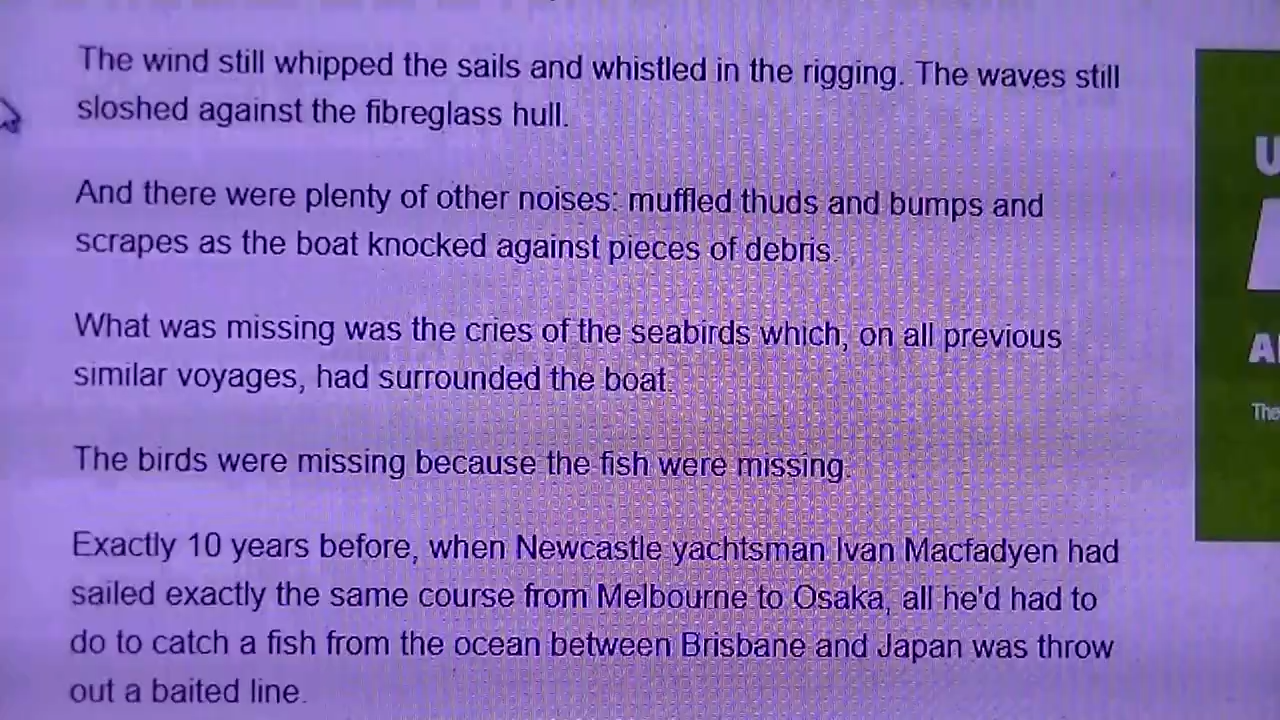 The wind still whipped the sails and whistled in the rigging. The waves still
sloshed against the fibreglass hull.
And there were plenty of other noises: muffled thuds and bumps and
scrapes as the boat knocked against pieces of debris.
What was missing was the cries of the seabirds which, on all previous
similar voyages, had surrounded the boat.
The birds were missing because the fish were missing.
Exactly 10 years before, when Newcastle yachtsman Ivan Macfadyen had
sailed exactly the same course from Melbourne to Osaka, all he'd had to
do to catch a fish from the ocean between Brisbane and Japan was throw
out a baited line.
U
A
The